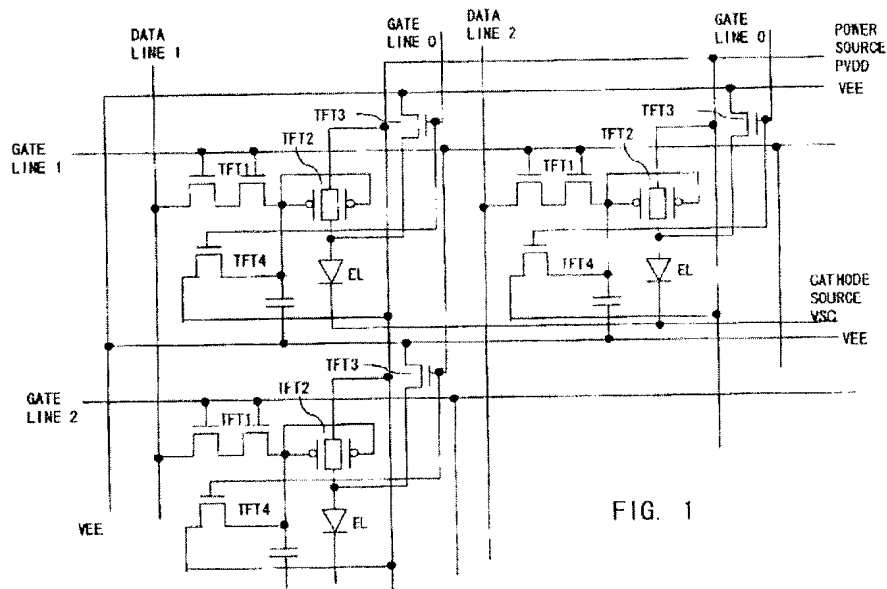 DATA
LINE 1
GATE
LINE 0
DATA
LINE 2
GATE
LINE 0
POWER
SOURCE
PVDD
VEE
TFT3
TFT3
TFT2
TFT2
GATE
LINE 1
TFT1
TFT1
TFT4
EL
TFT4
EL
CATHODE
SOURCE
VSC
VEE
TFT3
TFT2
GATE
LINE 2
TFT1
TFT4
EL
VEE
FIG. 1